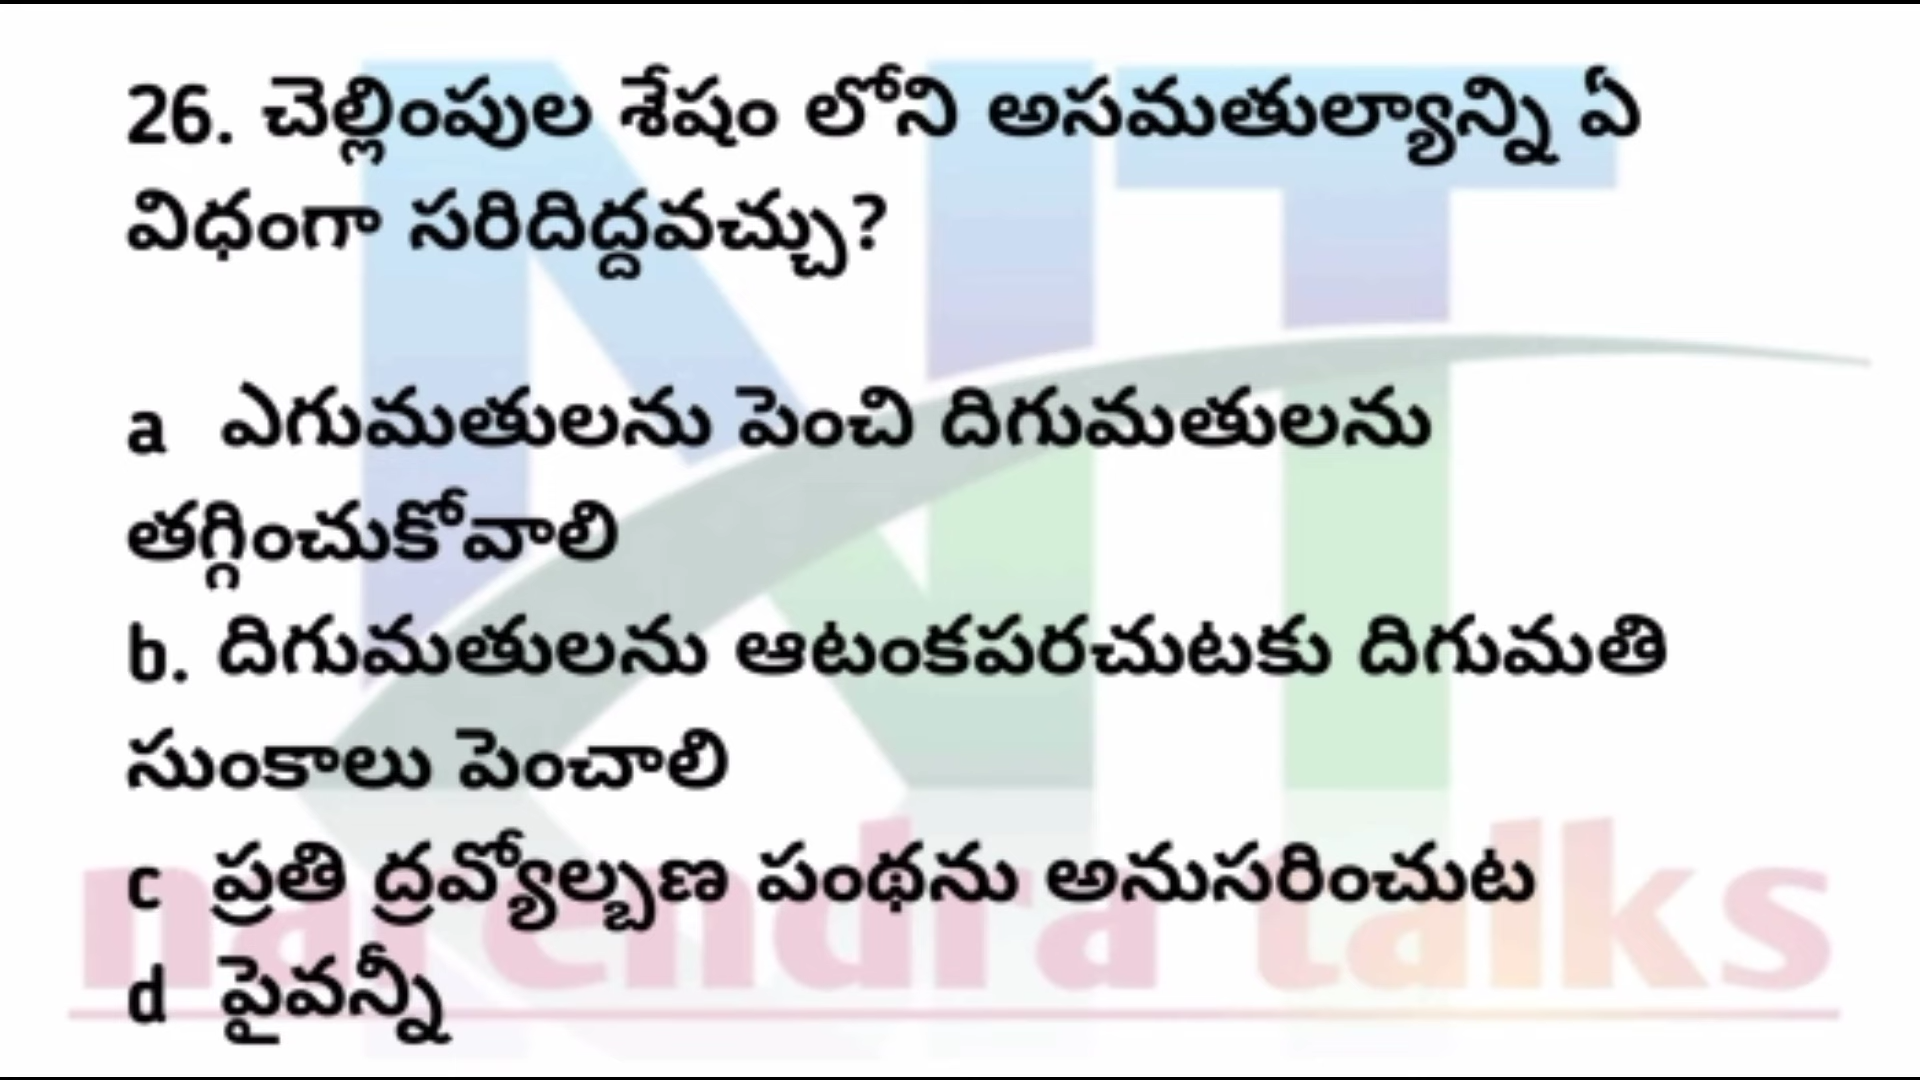 26. చెల్లింపుల శేషం లోని అసమతుల్యాన్ని ఏ
విధంగా సరిదిద్దవచ్చు?
a ఎగుమతులను పెంచి దిగుమతులను
తగ్గించుకోవాలి
b. దిగుమతులను ఆటంకపరచుటకు దిగుమతి
సుంకాలు పెంచాలి
c ప్రతి ద్రవ్యోల్బణ పంథను అనుసరించుట
d పైవన్నీ
NT
narendra talks